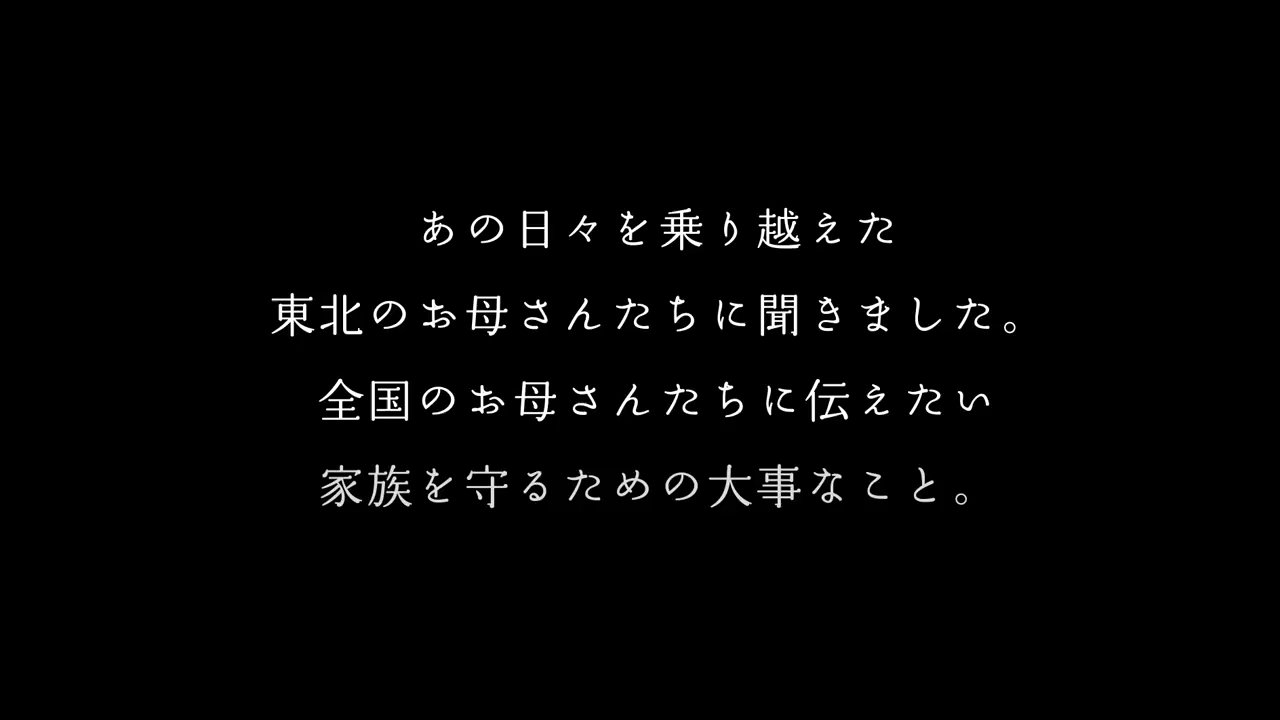 あの日々を乗り越えた
東北のお母さんたちに聞きました。
全国のお母さんたちに伝えたい
家族を守るための大事なこと。